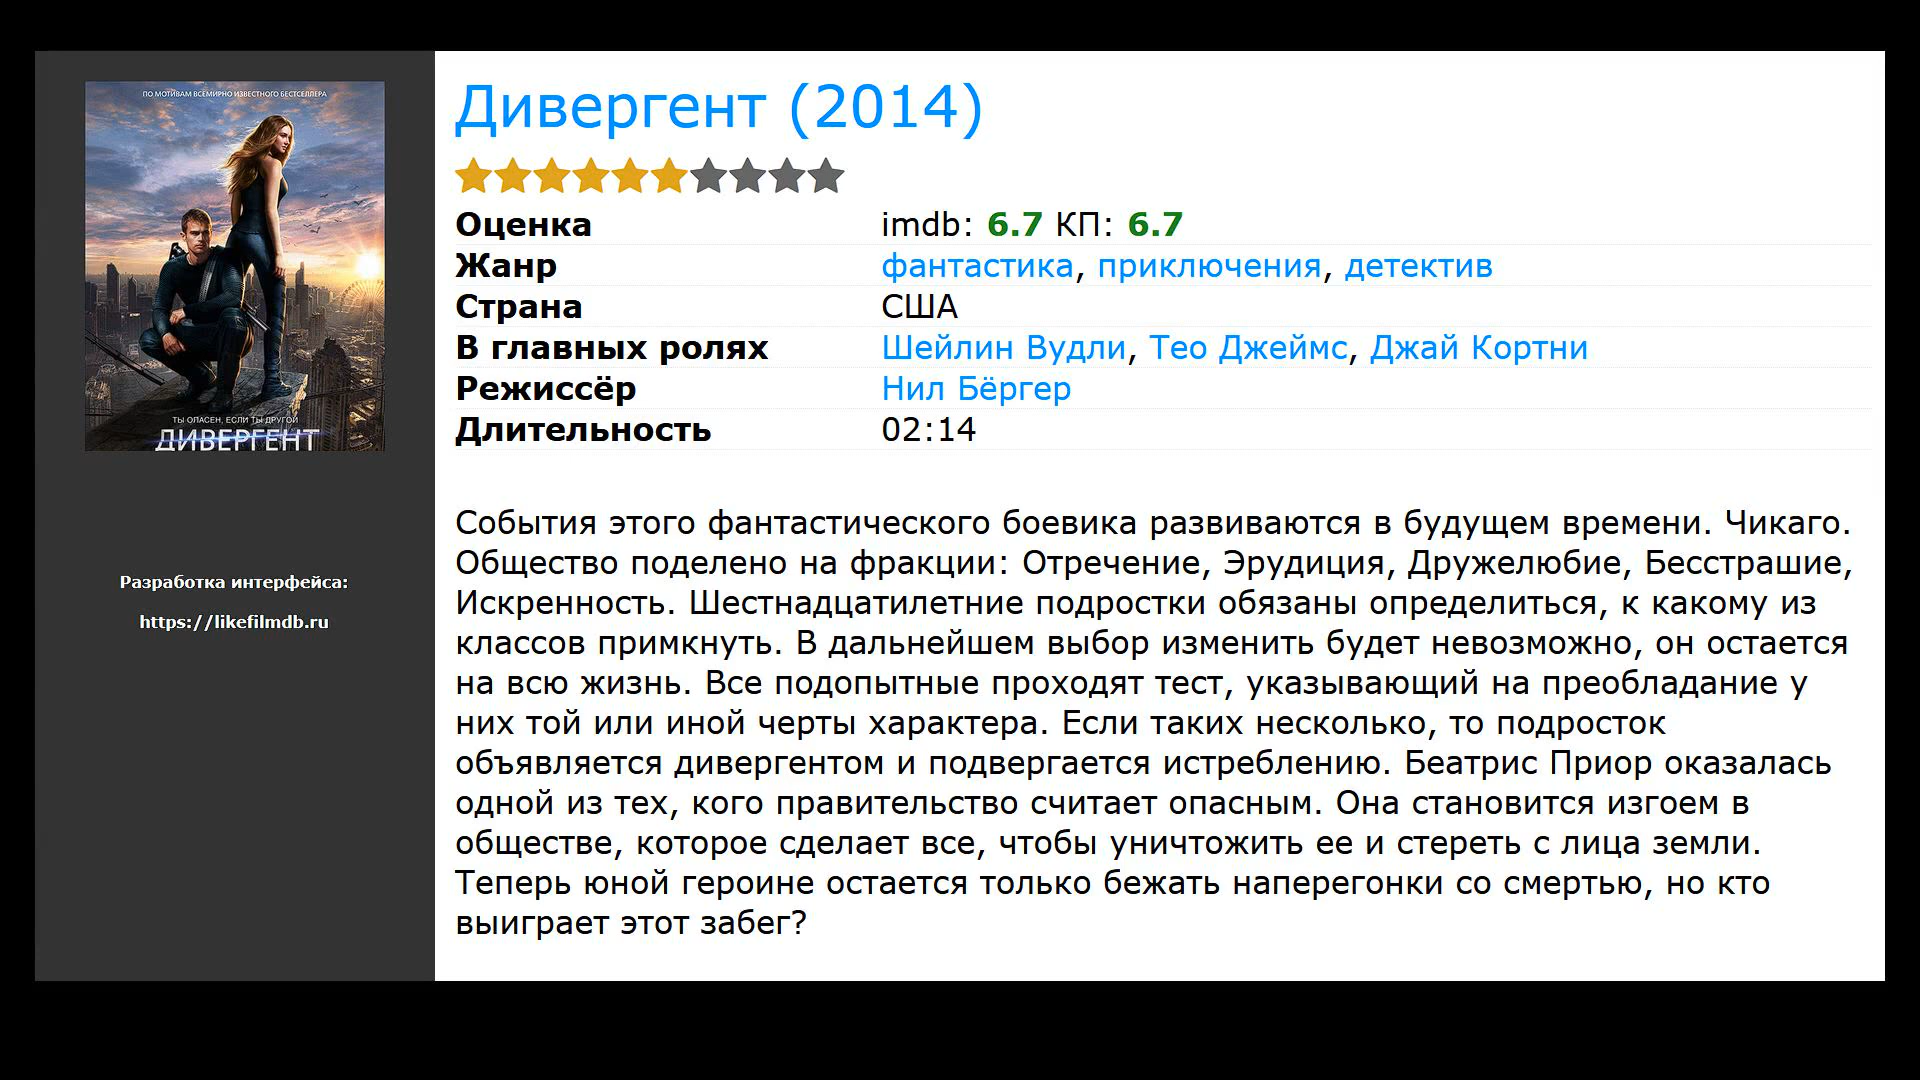 ПО МОТИВАМ ВСЕМИРНО ИЗВЕСТНОГО БЕСТСЕЛЛЕРА
ТЫ ОПАСЕН, ЕСЛИ ТЫ ДРУГОЙ
ДИВЕРГЕНТ
Разработка интерфейса:
https://likefilmdb.ru
Дивергент (2014)
Оценка imdb: 6.7 КП: 6.7
Жанр фантастика, приключения, детектив
Страна США
В главных ролях Шейлин Вудли, Тео Джеймс, Джай Кортни
Режиссёр Нил Бёргер
Длительность 02:14
События этого фантастического боевика развиваются в будущем времени. Чикаго.
Общество поделено на фракции: Отречение, Эрудиция, Дружелюбие, Бесстрашие,
Искренность. Шестнадцатилетние подростки обязаны определиться, к какому из
классов примкнуть. В дальнейшем выбор изменить будет невозможно, он остается
на всю жизнь. Все подопытные проходят тест, указывающий на преобладание у
них той или иной черты характера. Если таких несколько, то подросток
объявляется дивергентом и подвергается истреблению. Беатрис Приор оказалась
одной из тех, кого правительство считает опасным. Она становится изгоем в
обществе, которое сделает все, чтобы уничтожить ее и стереть с лица земли.
Теперь юной героине остается только бежать наперегонки со смертью, но кто
выиграет этот забег?